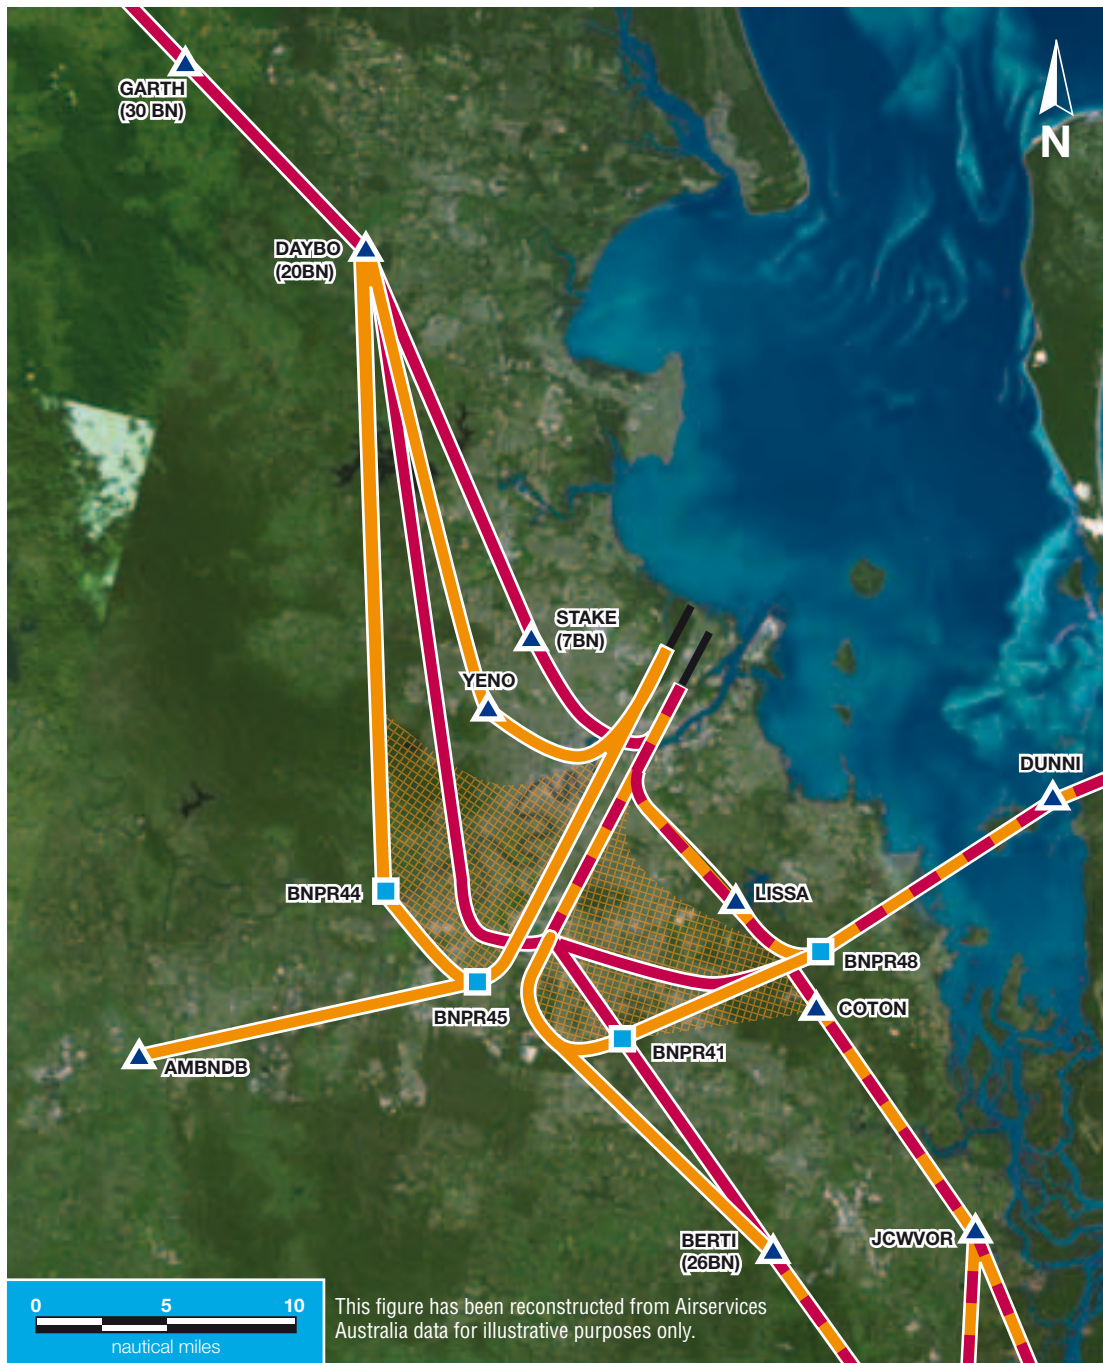 GARTH
(30 BN)
N
DAYBO
(20BN)
STAKE
(7BN)
YENO
DUNNI
BNPR44
LISSA
BNPR48
COTON
BNPR45
BNPR41
AMBNDB
BERTI
(26BN)
JCWVOR
0 5 10
nautical miles
This figure has been reconstructed from Airservices
Australia data for illustrative purposes only.